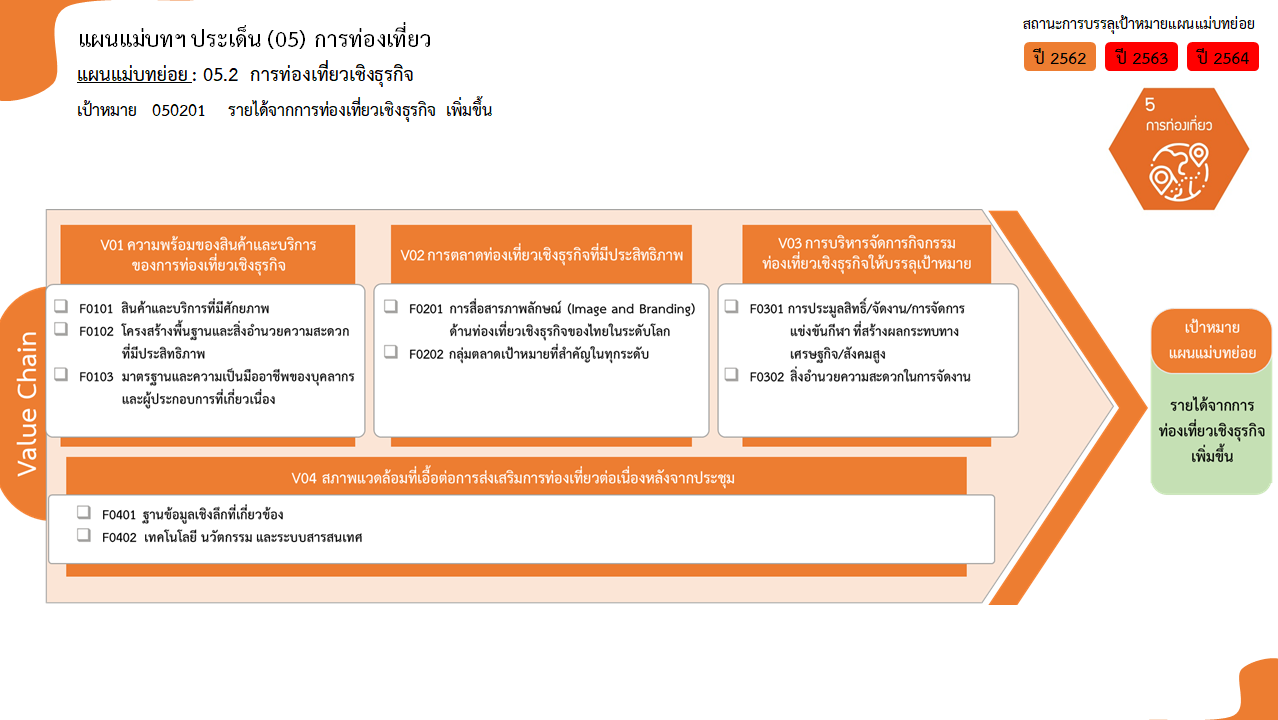 แผนแม่บทฯ ประเด็น (05) การท่องเที่ยว
แผนแม่บทย่อย : 05.2 การท่องเที่ยวเชิงธุรกิจ
เป้าหมาย 050201 รายได้จากการท่องเที่ยวเชิงธุรกิจ เพิ่มขึ้น
สถานะการบรรลุเป้าหมายแผนแม่บทย่อย
ปี 2562 ปี 2563 ปี 2564
5
การท่องเที่ยว
Value Chain
V01 ความพร้อมของสินค้าและบริการ
ของการท่องเที่ยวเชิงธุรกิจ
F0101 สินค้าและบริการที่มีศักยภาพ
F0102 โครงสร้างพื้นฐานและสิ่งอำนวยความสะดวก
ที่มีประสิทธิภาพ
F0103 มาตรฐานและความเป็นมืออาชีพของบุคลากร
และผู้ประกอบการที่เกี่ยวเนื่อง
V02 การตลาดท่องเที่ยวเชิงธุรกิจที่มีประสิทธิภาพ
F0201 การสื่อสารภาพลักษณ์ (Image and Branding)
ด้านท่องเที่ยวเชิงธุรกิจของไทยในระดับโลก
F0202 กลุ่มตลาดเป้าหมายที่สำคัญในทุกระดับ
V03 การบริหารจัดการกิจกรรม
ท่องเที่ยวเชิงธุรกิจให้บรรลุเป้าหมาย
F0301 การประมูลสิทธิ์/จัดงาน/การจัดการ
แข่งขันกีฬา ที่สร้างผลกระทบทาง
เศรษฐกิจ/สังคมสูง
F0302 สิ่งอำนวยความสะดวกในการจัดงาน
V04 สภาพแวดล้อมที่เอื้อต่อการส่งเสริมการท่องเที่ยวต่อเนื่องหลังจากประชุม
F0401 ฐานข้อมูลเชิงลึกที่เกี่ยวข้อง
F0402 เทคโนโลยี นวัตกรรม และระบบสารสนเทศ
เป้าหมาย
แผนแม่บทย่อย
รายได้จากการ
ท่องเที่ยวเชิงธุรกิจ
เพิ่มขึ้น